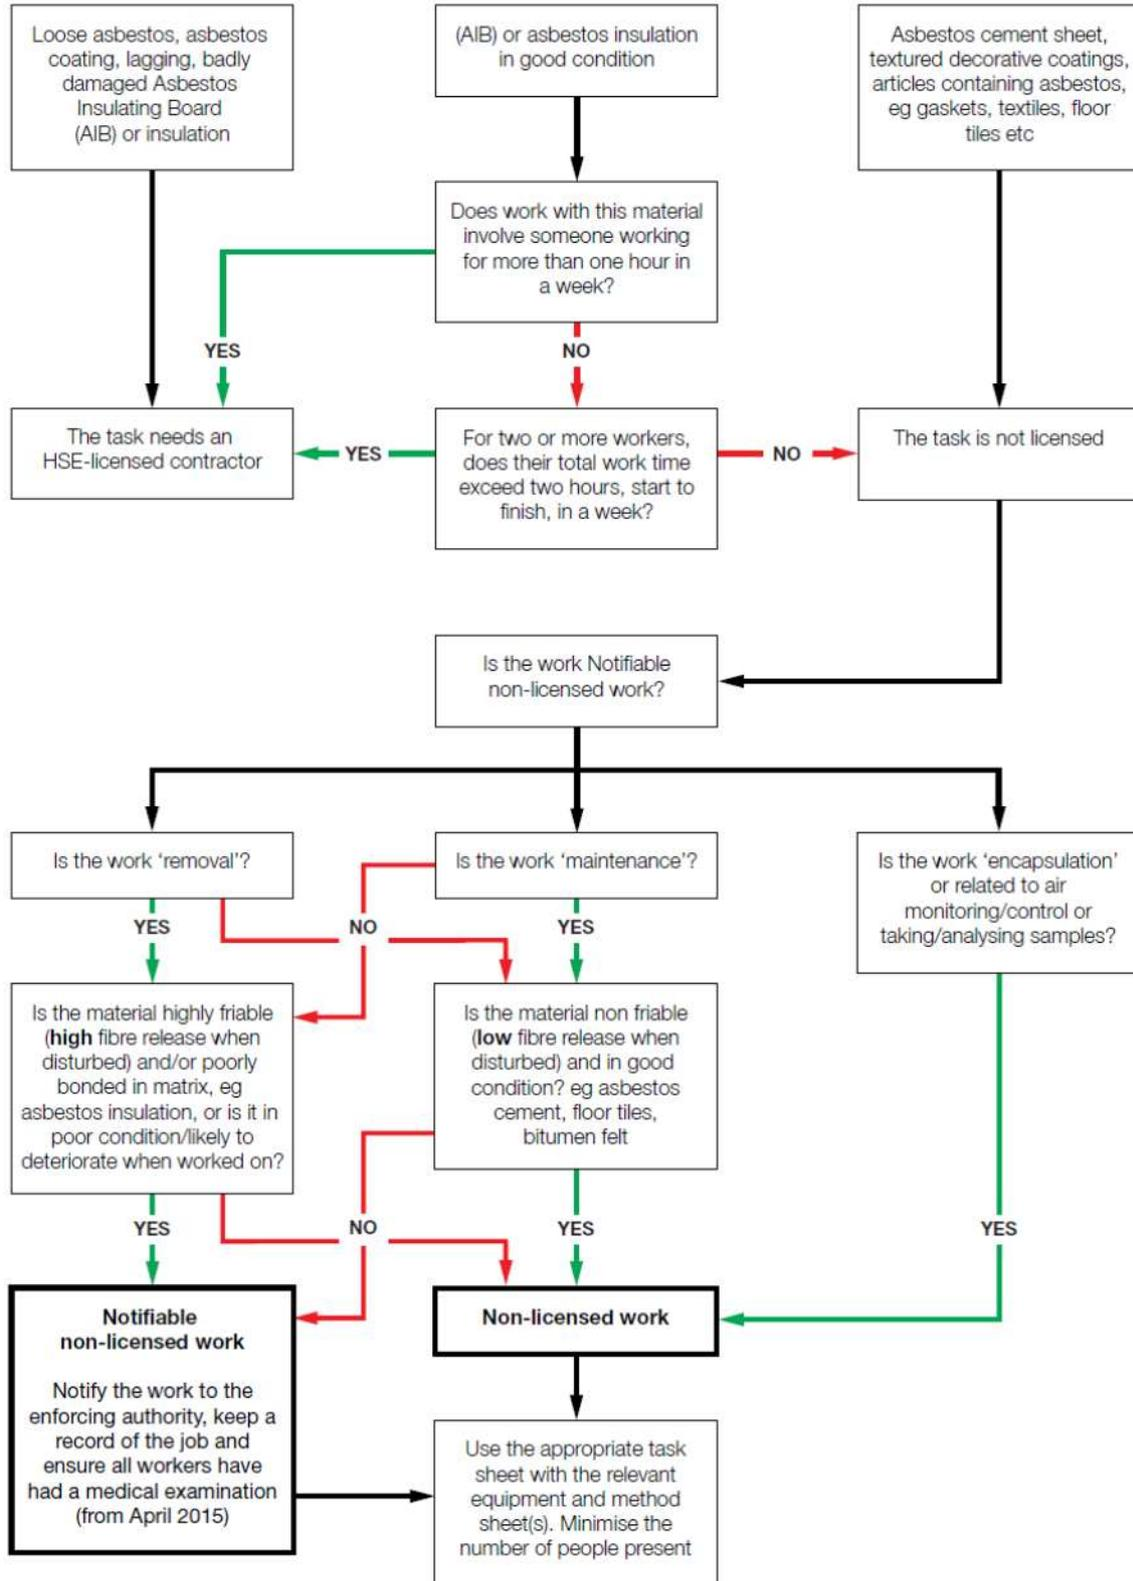 Loose asbestos, asbestos
coating, lagging, badly
damaged Asbestos
Insulating Board
(AIB) or insulation
(AIB) or asbestos insulation
in good condition
Asbestos cement sheet,
textured decorative coatings,
articles containing asbestos,
eg gaskets, textiles, floor
tiles etc
Does work with this material
involve someone working
for more than one hour in
a week?
YES
NO
The task needs an
HSE-licensed contractor
YES
For two or more workers,
does their total work time
exceed two hours, start to
finish, in a week?
NO
The task is not licensed
Is the work Notifiable
non-licensed work?
Is the work ‘removal’?
Is the work ‘maintenance’?
Is the work ‘encapsulation’
or related to air
monitoring/control or
taking/analysing samples?
YES
NO
YES
Is the material highly friable
(high fibre release when
disturbed) and/or poorly
bonded in matrix, eg
asbestos insulation, or is it in
poor condition/likely to
deteriorate when worked on?
Is the material non friable
(low fibre release when
disturbed) and in good
condition? eg asbestos
cement, floor tiles,
bitumen felt
YES
NO
YES
YES
Notifiable
non-licensed work
Notify the work to the
enforcing authority, keep a
record of the job and
ensure all workers have
had a medical examination
(from April 2015)
Non-licensed work
Use the appropriate task
sheet with the relevant
equipment and method
sheet(s). Minimise the
number of people present